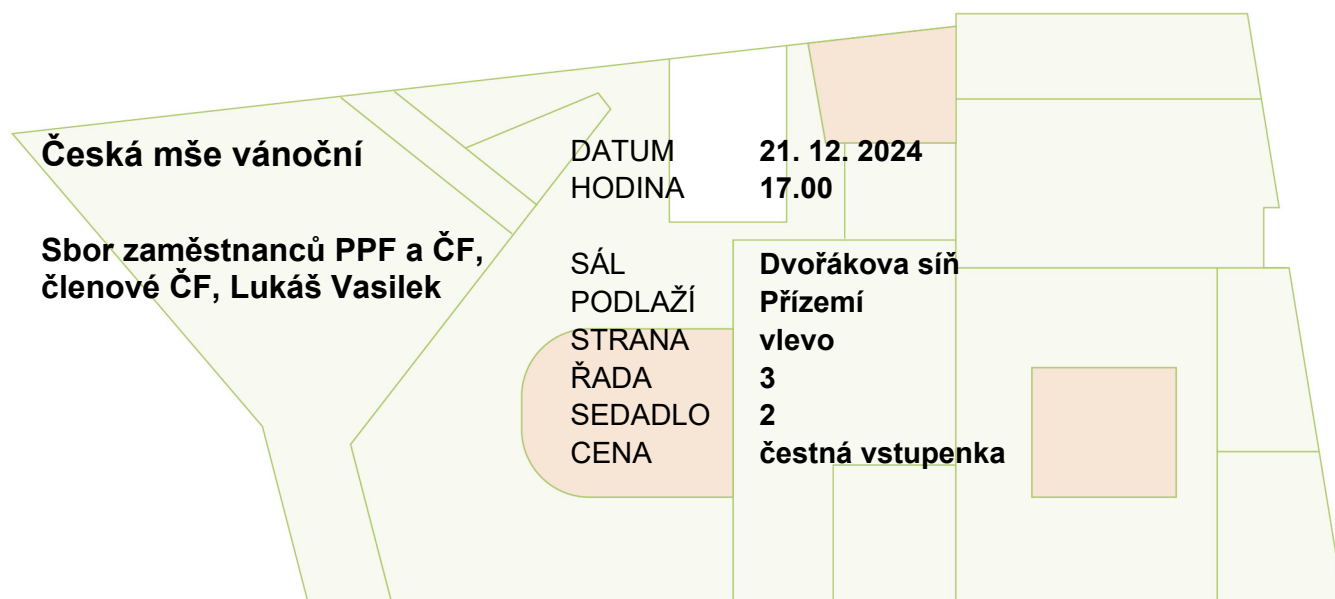 Česká mše vánoční
Sbor zaměstnanců PPF a ČF,
členové ČF, Lukáš Vasilek
DATUM 21. 12. 2024
HODINA 17.00
SÁL Dvořákova síň
PODLAŽÍ Přízemí
STRANA vlevo
ŘADA 3
SEDADLO 2
CENA čestná vstupenka